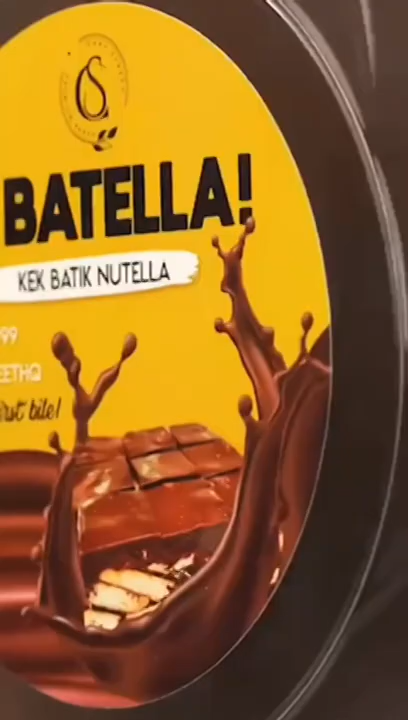 BATELLA!
KEK BATIK NUTELLA
99
EETHQ
first bite!